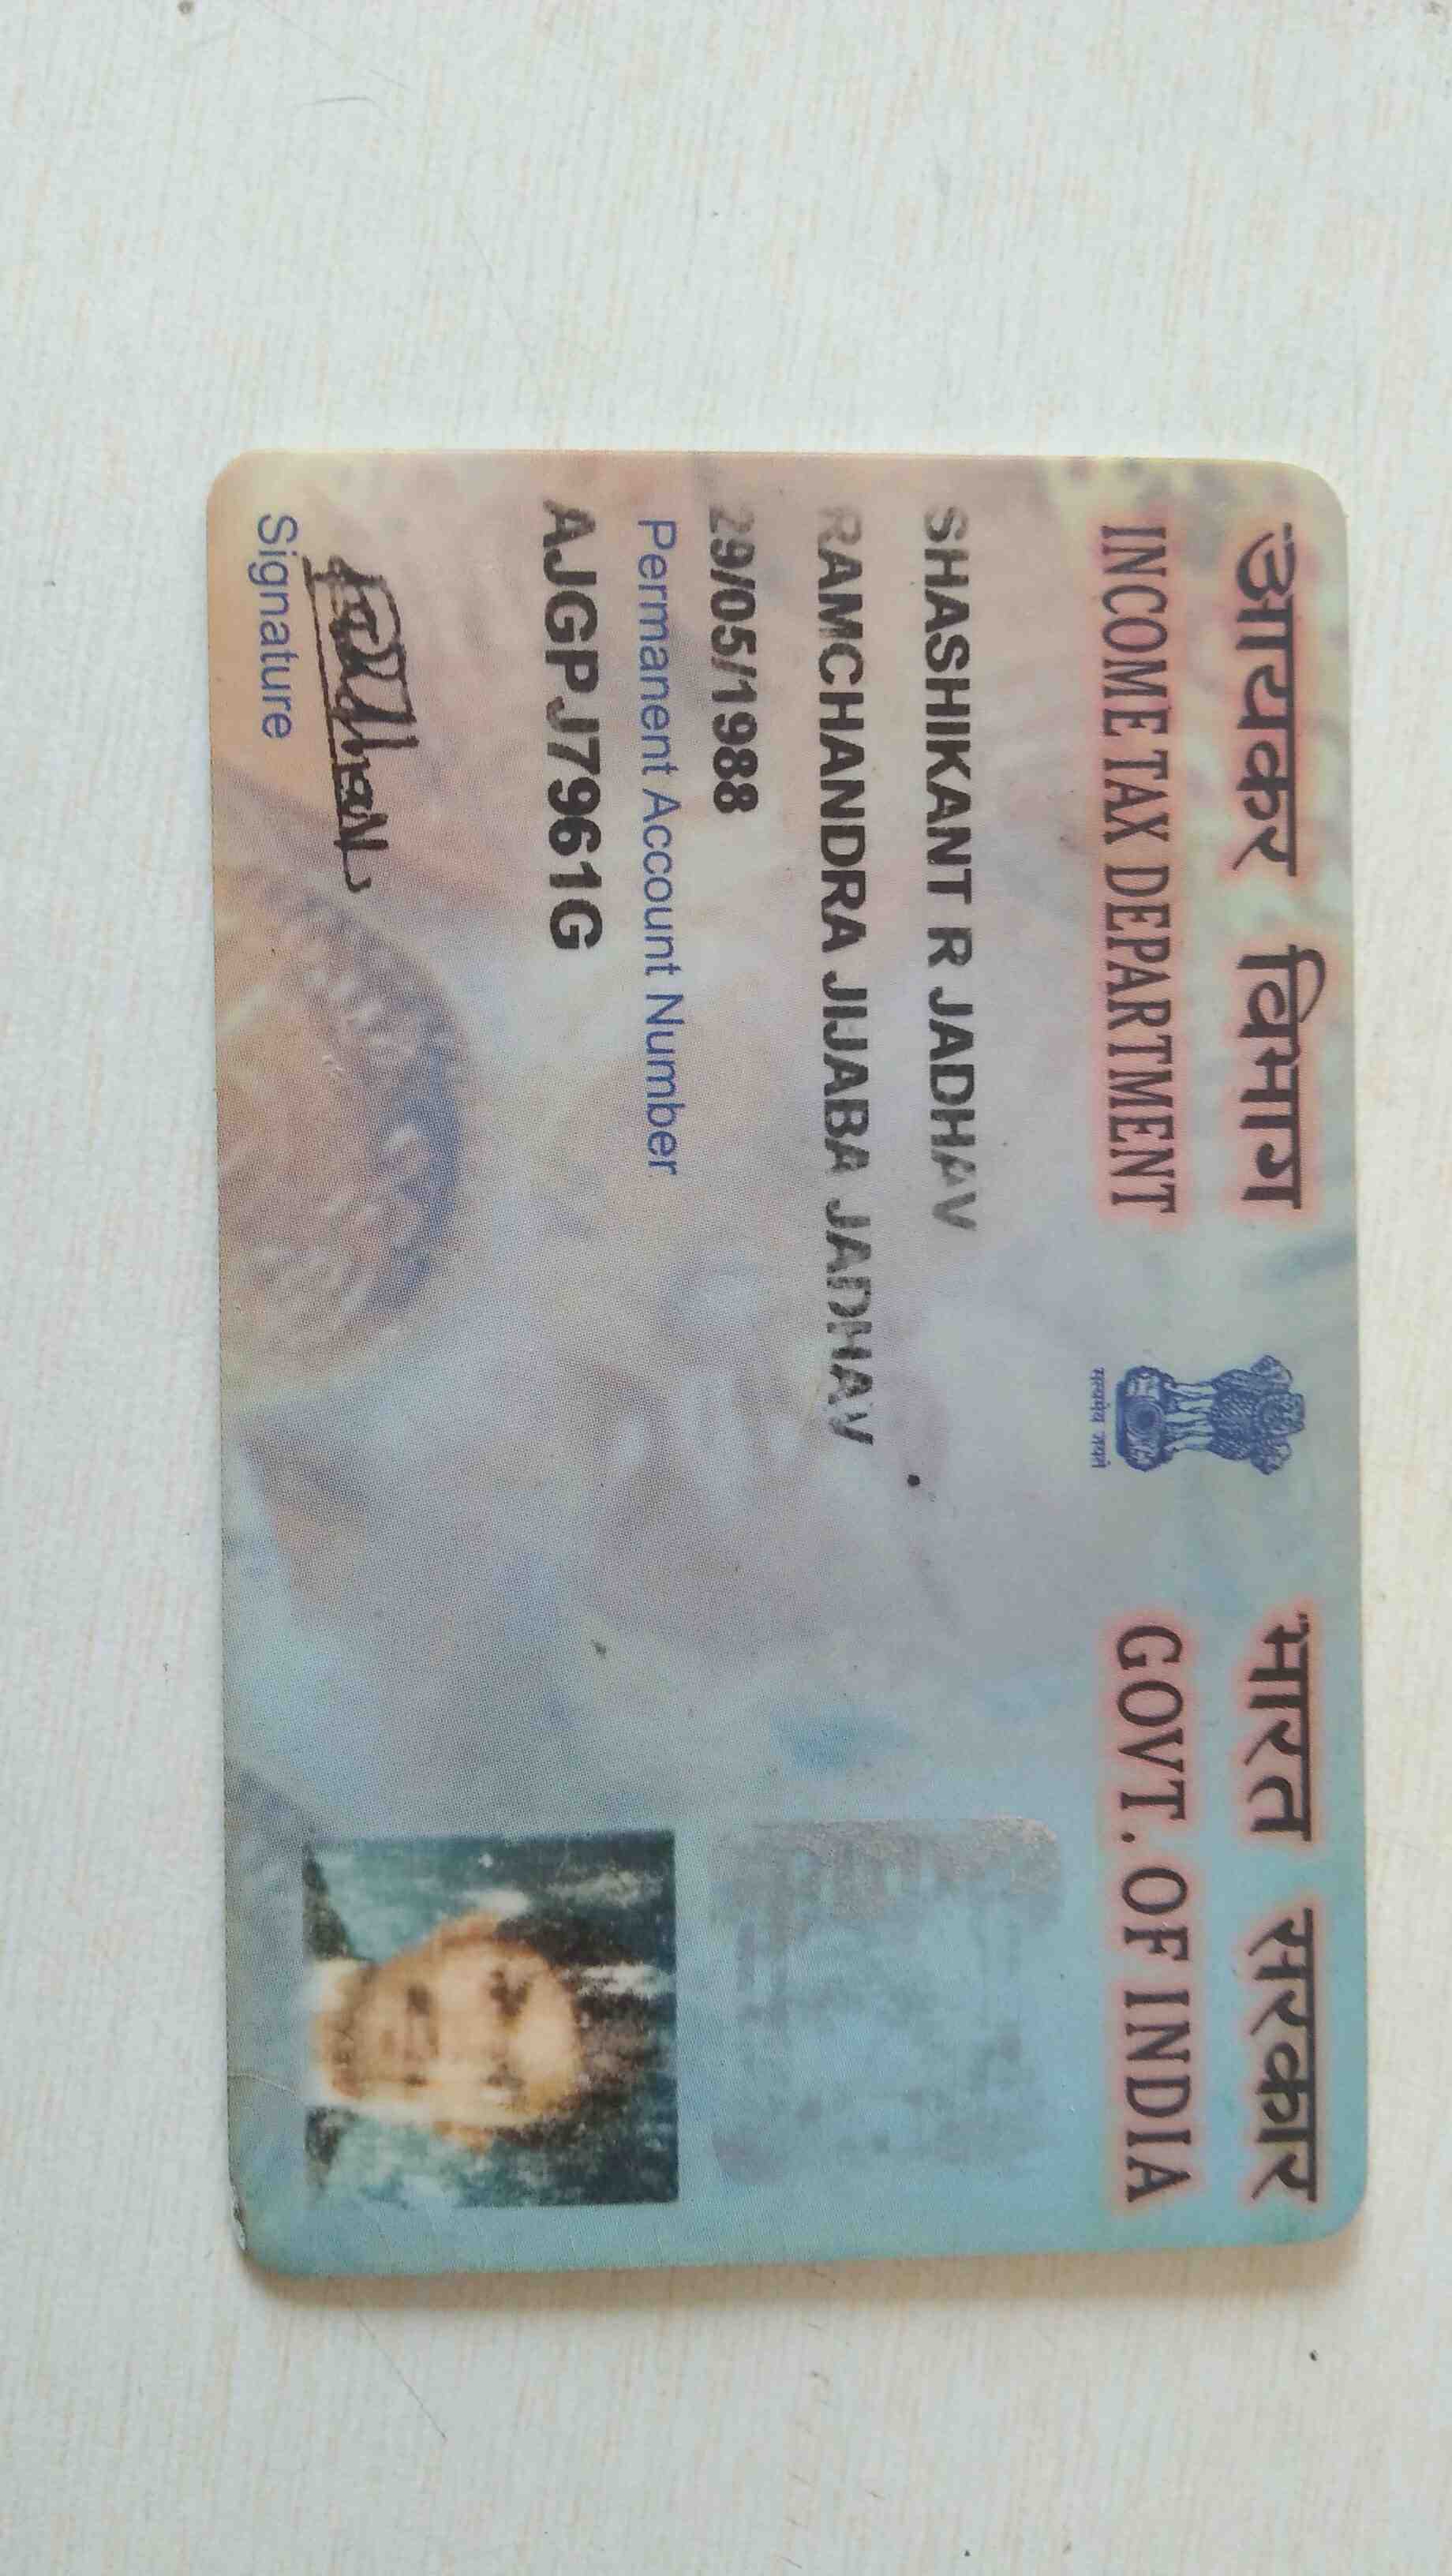 आयकर विभाग
INCOME TAX DEPARTMENT
सत्यमेव जयते
भारत सरकार
GOVT. OF INDIA
SHASHIKANT R JADHAV
RAMCHANDRA JIJABA JADHAV
29/05/1988
Permanent Account Number
AJGPJ7961G
Signature